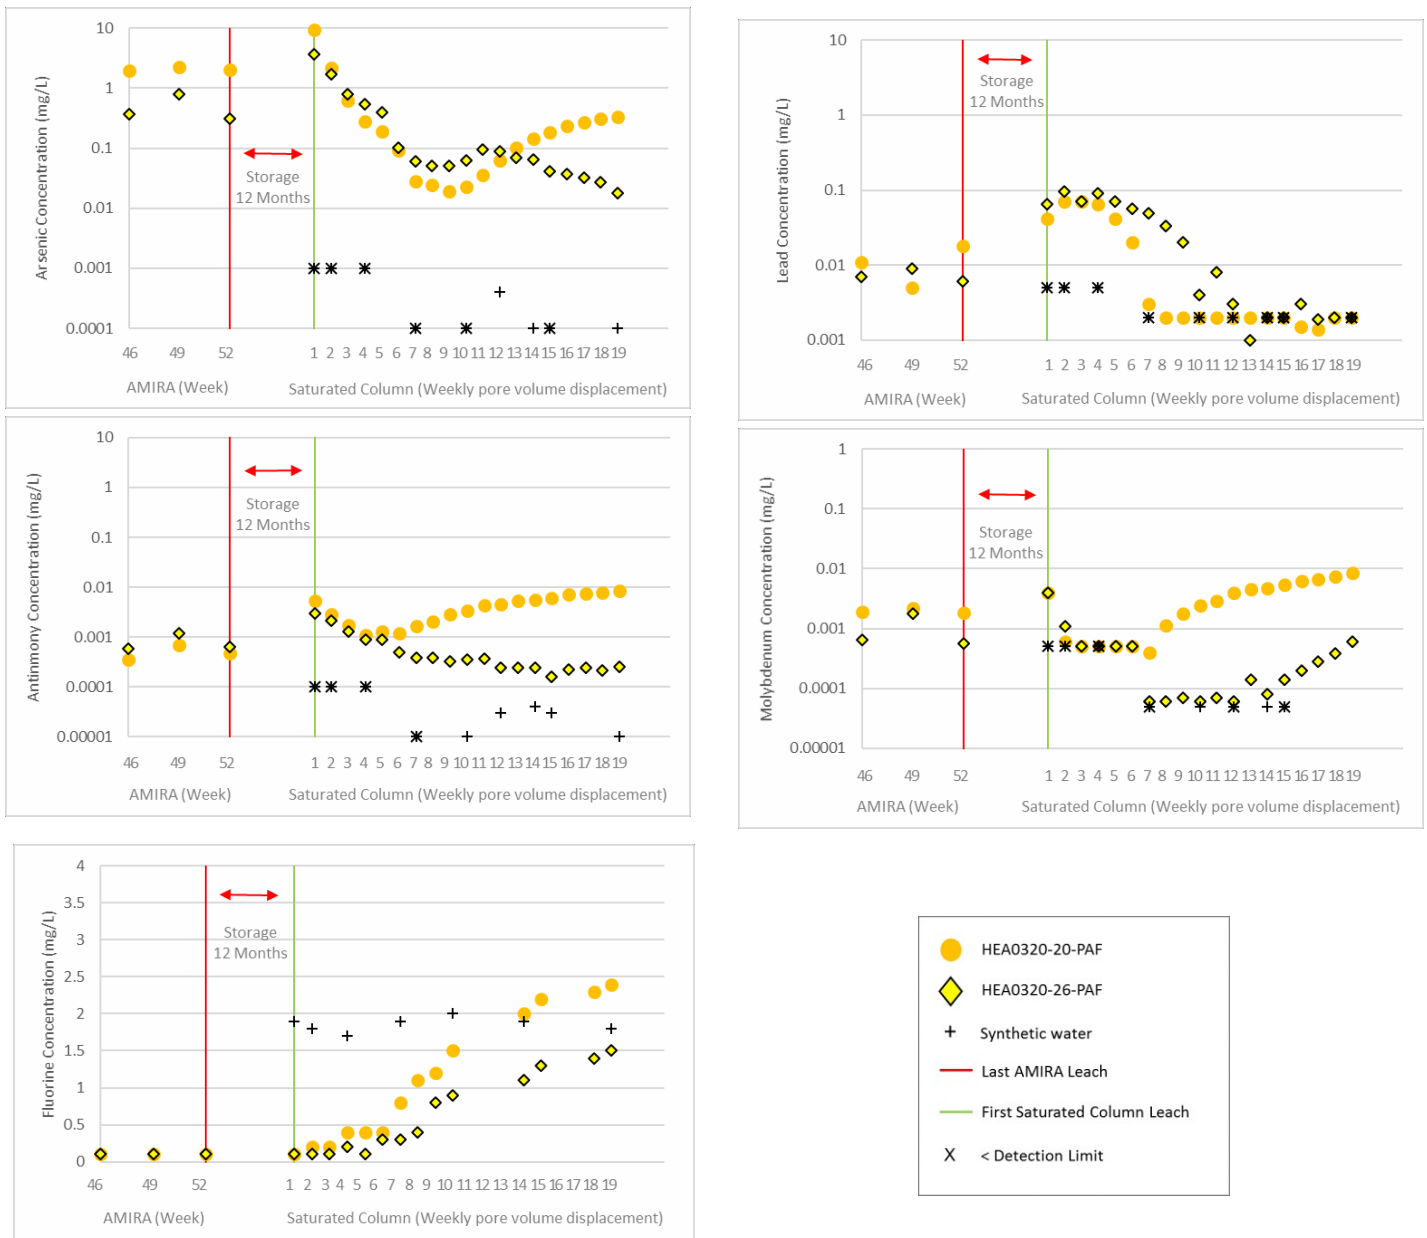 Arsenic Concentration (mg/L)
10
1
0.1
0.01
0.001
0.0001
Storage
12 Months
46 49 52 1 2 3 4 5 6 7 8 9 10 11 12 13 14 15 16 17 18 19
AMIRA (Week) Saturated Column (Weekly pore volume displacement)
Lead Concentration (mg/L)
10
1
0.1
0.01
0.001
Storage
12 Months
46 49 52 1 2 3 4 5 6 7 8 9 10 11 12 13 14 15 16 17 18 19
AMIRA (Week) Saturated Column (Weekly pore volume displacement)
Antinmony Concentration (mg/L)
10
1
0.1
0.01
0.001
0.0001
0.00001
Storage
12 Months
46 49 52 1 2 3 4 5 6 7 8 9 10 11 12 13 14 15 16 17 18 19
AMIRA (Week) Saturated Column (Weekly pore volume displacement)
Molybdenum Concentration (mg/L)
1
0.1
0.01
0.001
0.0001
0.00001
Storage
12 Months
46 49 52 1 2 3 4 5 6 7 8 9 10 11 12 13 14 15 16 17 18 19
AMIRA (Week) Saturated Column (Weekly pore volume displacement)
Fluorine Concentration (mg/L)
4
3.5
3
2.5
2
1.5
1
0.5
0
Storage
12 Months
46 49 52 1 2 3 4 5 6 7 8 9 10 11 12 13 14 15 16 17 18 19
AMIRA (Week) Saturated Column (Weekly pore volume displacement)
HEA0320-20-PAF
HEA0320-26-PAF
Synthetic water
Last AMIRA Leach
First Saturated Column Leach
< Detection Limit